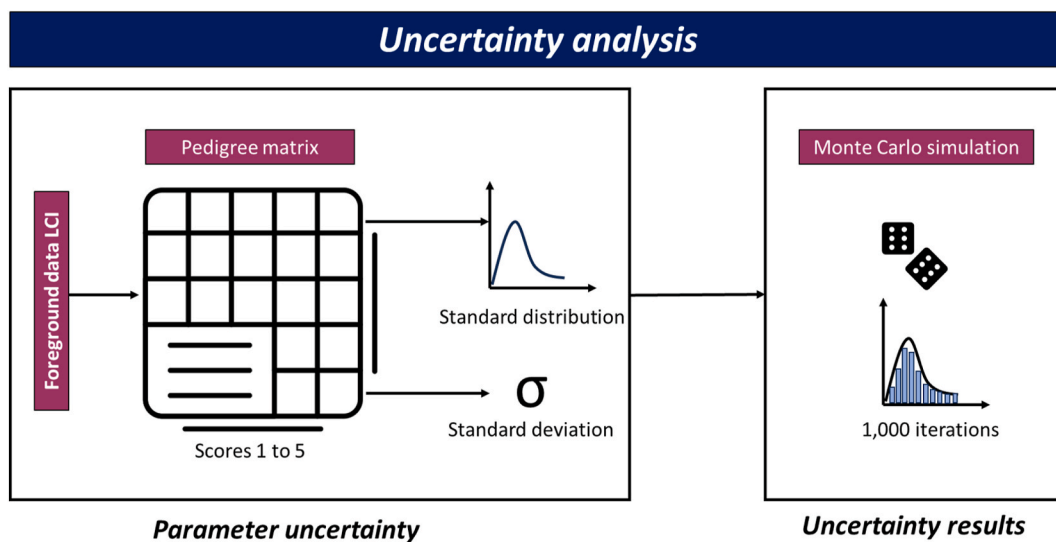 Uncertainty analysis
Pedigree matrix
Foreground data LCI
Standard distribution
σ
Standard deviation
Scores 1 to 5
Parameter uncertainty
Monte Carlo simulation
1,000 iterations
Uncertainty results